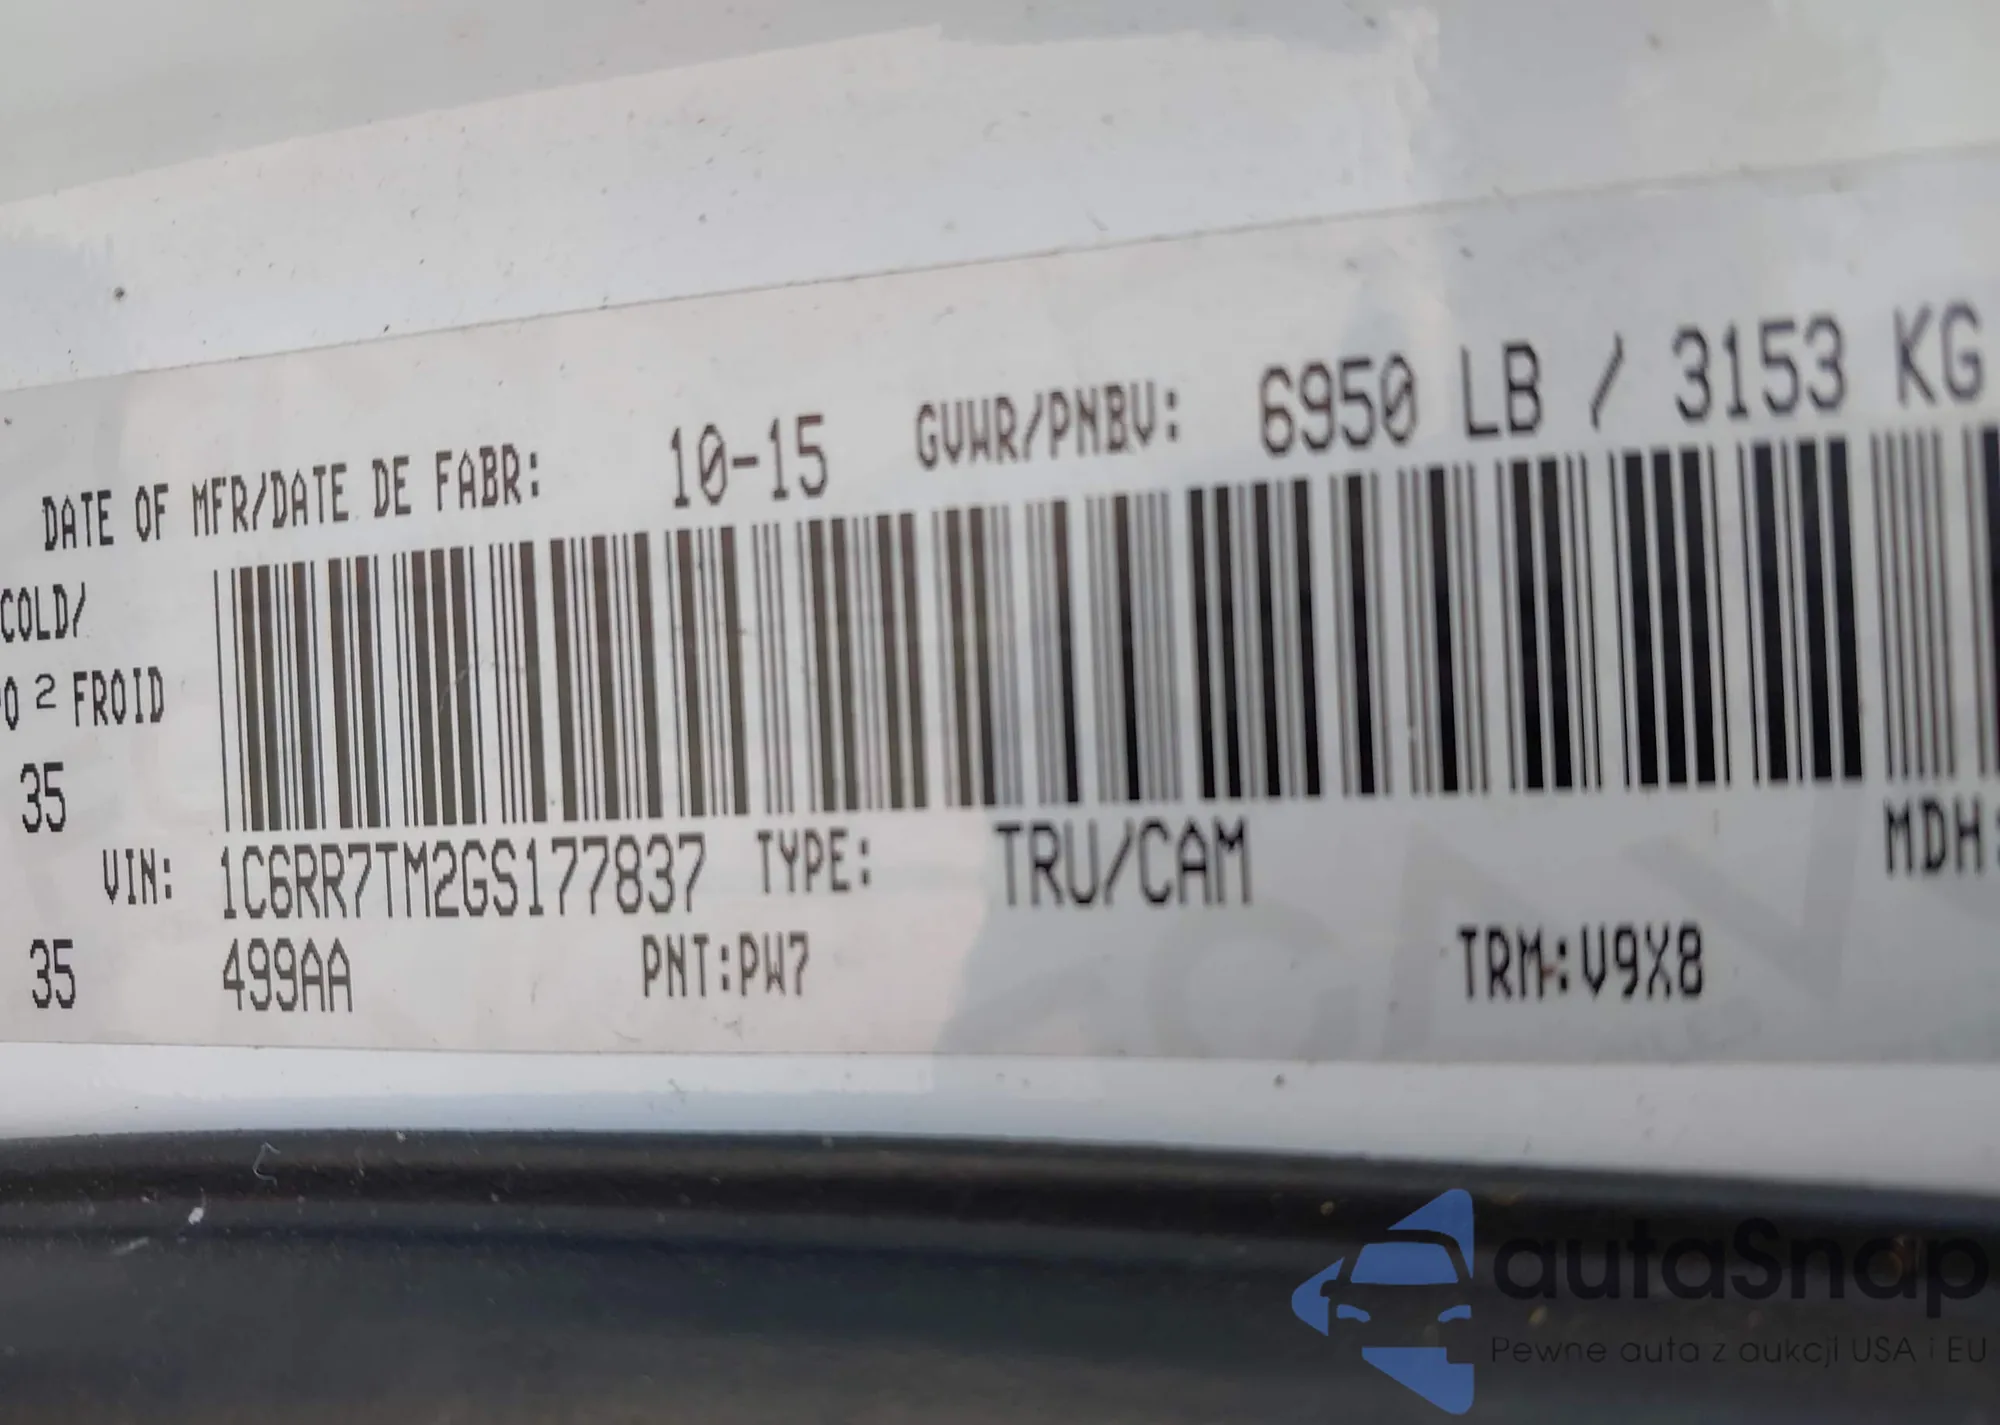 DATE OF MFR/DATE DE FABR: 10-15 GVWR/PNBV: 6950 LB / 3153 KG
COLD/
O 2 FROID
35
VIN: 1C6RR7TM2GS177837 TYPE: TRU/CAM MDH:
35 499AA PNT:PW7 TRM:V9X8
autaSnap
Pewne auta z aukcji USA i EU